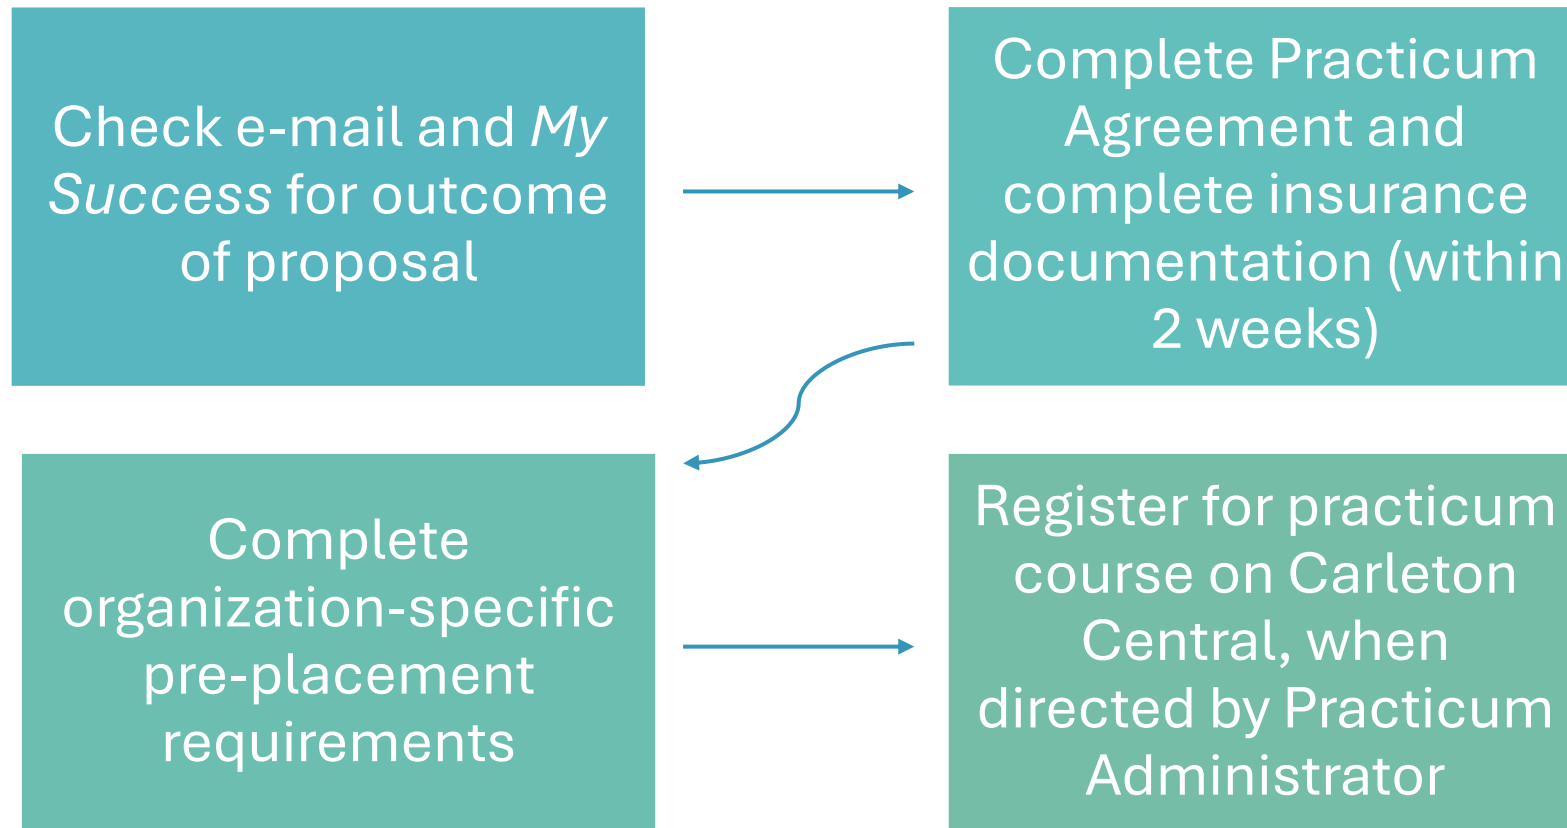 Check e-mail and My
Success for outcome
of proposal
Complete Practicum
Agreement and
complete insurance
documentation (within
2 weeks)
Complete
organization-specific
pre-placement
requirements
Register for practicum
course on Carleton
Central, when
directed by Practicum
Administrator